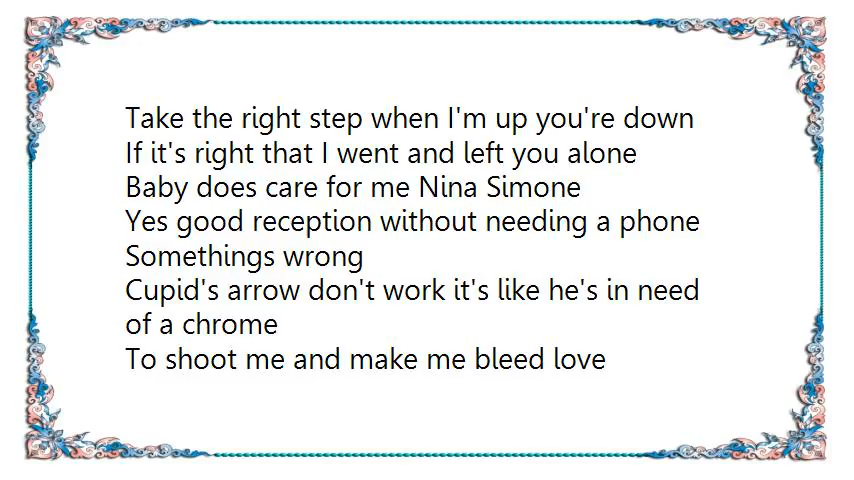 Take the right step when I'm up you're down
If it's right that I went and left you alone
Baby does care for me Nina Simone
Yes good reception without needing a phone
Somethings wrong
Cupid's arrow don't work it's like he's in need
of a chrome
To shoot me and make me bleed love